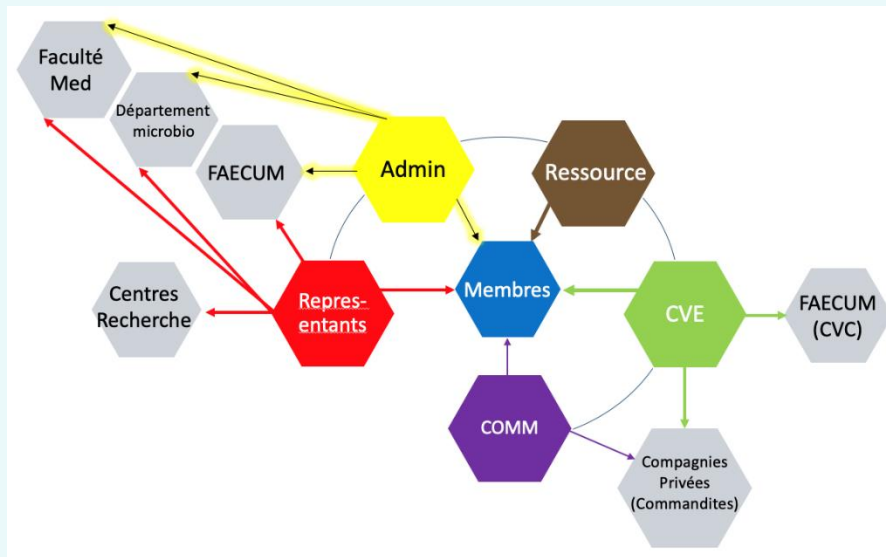 Faculté
Med
Département
microbio
FAECUM
Admin
Ressource
Centres
Recherche
Repres-
entants
Membres
CVE
FAECUM
(CVC)
COMM
Compagnies
Privées
(Commandites)